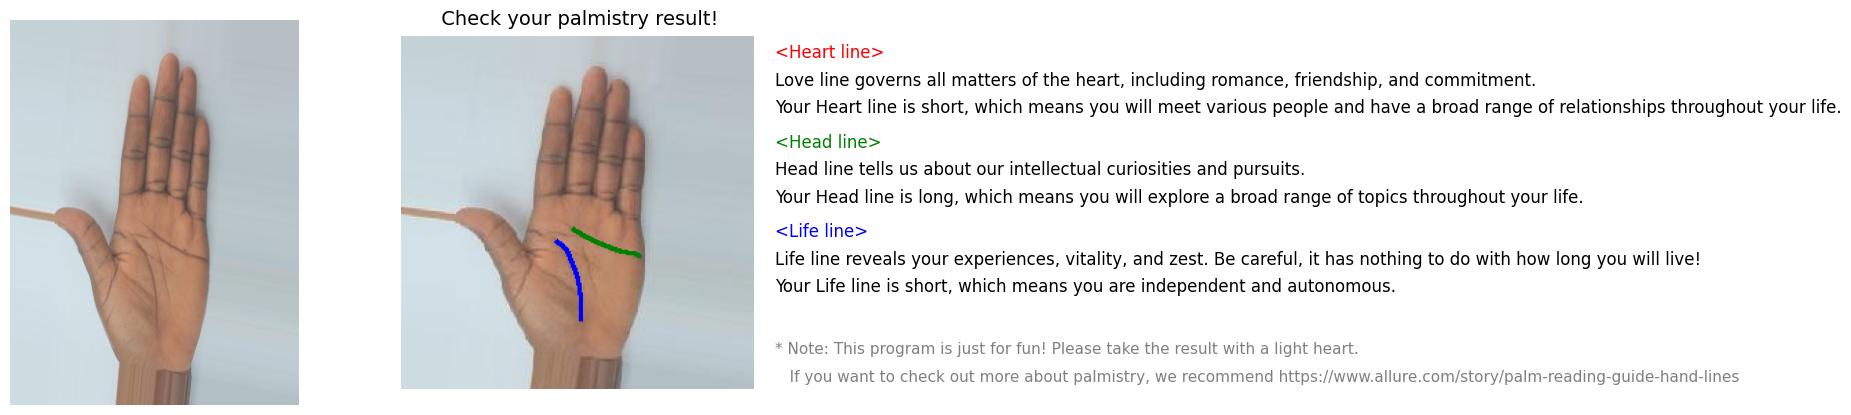 Check your palmistry result!
<Heart line>
Love line governs all matters of the heart, including romance, friendship, and commitment.
Your Heart line is short, which means you will meet various people and have a broad range of relationships throughout your life.
<Head line>
Head line tells us about our intellectual curiosities and pursuits.
Your Head line is long, which means you will explore a broad range of topics throughout your life.
<Life line>
Life line reveals your experiences, vitality, and zest. Be careful, it has nothing to do with how long you will live!
Your Life line is short, which means you are independent and autonomous.
* Note: This program is just for fun! Please take the result with a light heart.
If you want to check out more about palmistry, we recommend https://www.allure.com/story/palm-reading-guide-hand-lines